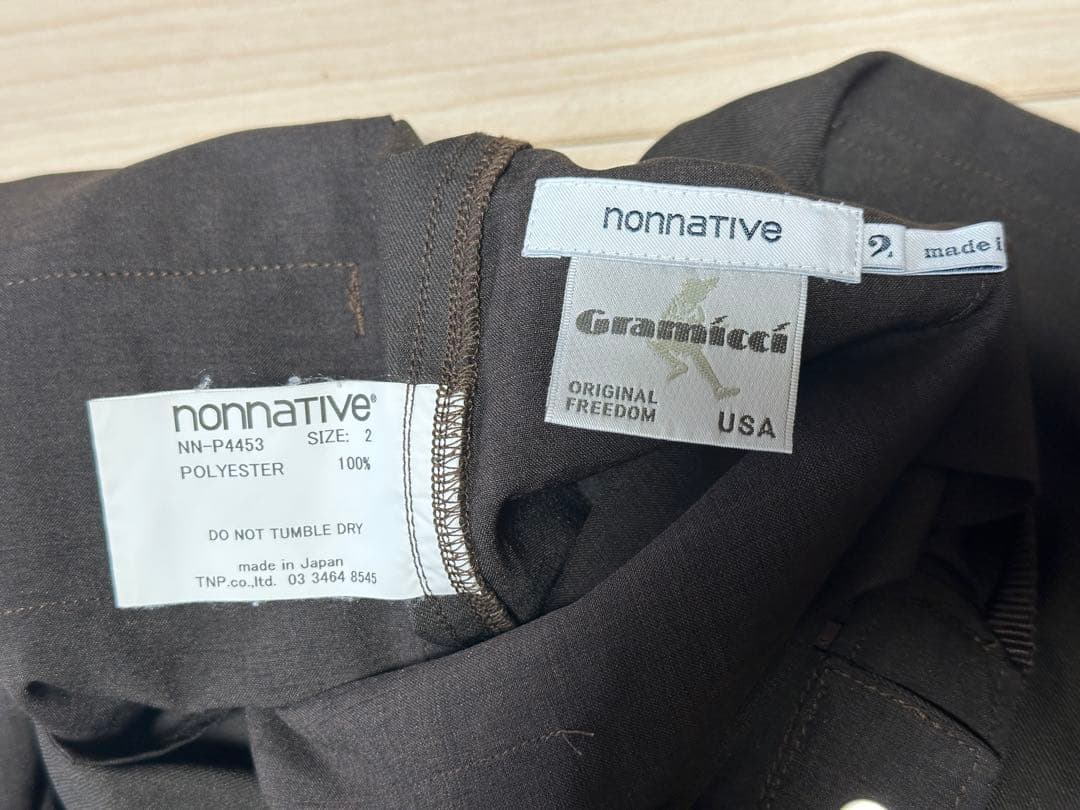 nonnative
2
made i
Gramicci
ORIGINAL
FREEDOM
USA
nonnative®
NN-P4453 SIZE: 2
POLYESTER 100%
DO NOT TUMBLE DRY
made in Japan
TNP.co.,ltd. 03 3464 8545